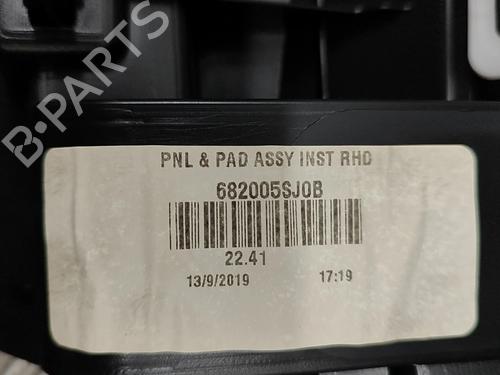 B-PARTS
PNL & PAD ASSY INST RHD
682005SJ0B
22.41
13/9/2019 17:19